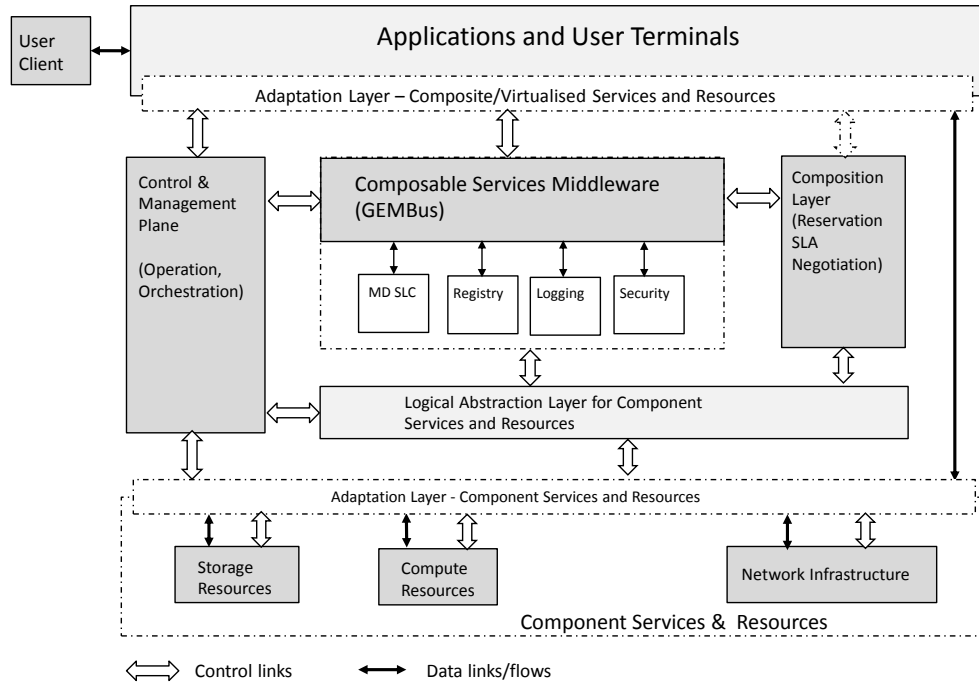 User
Client
Applications and User Terminals
Adaptation Layer – Composite/Virtualised Services and Resources
Control &
Management
Plane
(Operation,
Orchestration)
Composable Services Middleware
(GEMBus)
Composition
Layer
(Reservation
SLA
Negotiation)
MD SLC
Registry
Logging
Security
Logical Abstraction Layer for Component
Services and Resources
Adaptation Layer - Component Services and Resources
Storage
Resources
Compute
Resources
Network Infrastructure
Component Services & Resources
Control links
Data links/flows